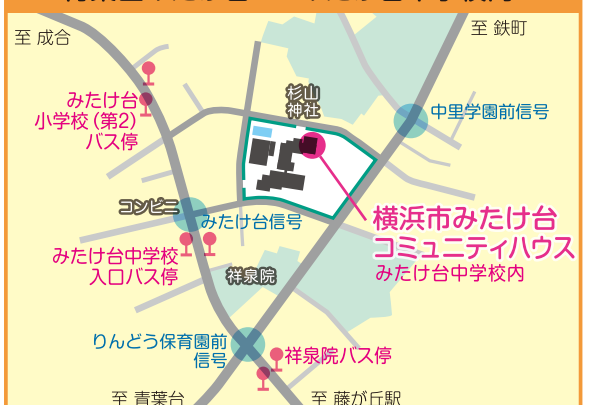 至 成合
至 鉄町
みたけ台
小学校(第2)
バス停
杉山
神社
中里学園前信号
コンビニ
みたけ台信号
横浜市みたけ台
コミュニティハウス
みたけ台中学校内
みたけ台中学校
入口バス停
祥泉院
りんどう保育園前
信号
祥泉院バス停
至 青葉台
至 藤が丘駅